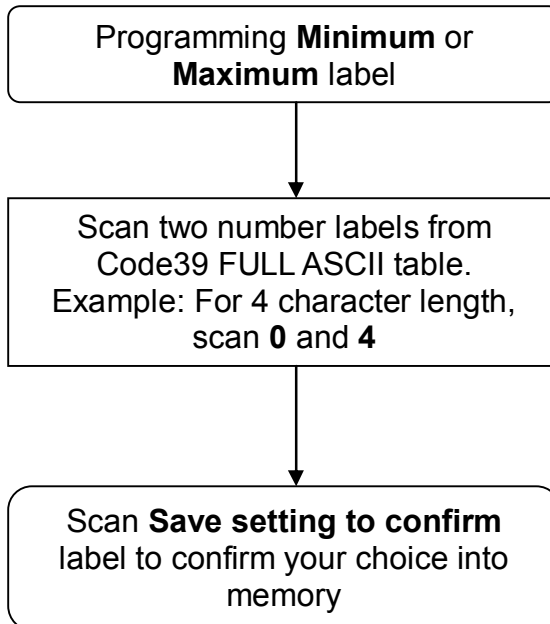 Programming Minimum or
Maximum label
Scan two number labels from
Code39 FULL ASCII table.
Example: For 4 character length,
scan 0 and 4
Scan Save setting to confirm
label to confirm your choice into
memory